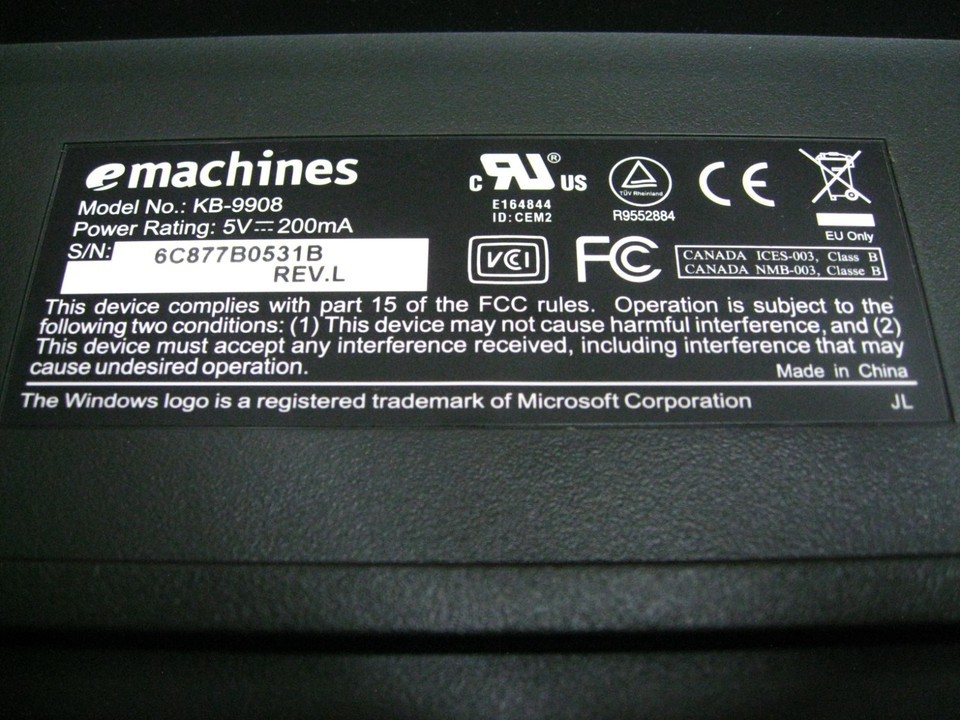 emachines
Model No.: KB-9908
Power Rating: 5V⎓200mA
S/N: 6C877B0531B
REV.L
c RU ® US
E164844
ID: CEM2
TÜV Rheinland
R9552884
CE
EU Only
VCI
FC
CANADA ICES-003, Class B
CANADA NMB-003, Classe B
This device complies with part 15 of the FCC rules. Operation is subject to the
following two conditions: (1) This device may not cause harmful interference, and (2)
This device must accept any interference received, including interference that may
cause undesired operation.
Made in China
The Windows logo is a registered trademark of Microsoft Corporation
JL